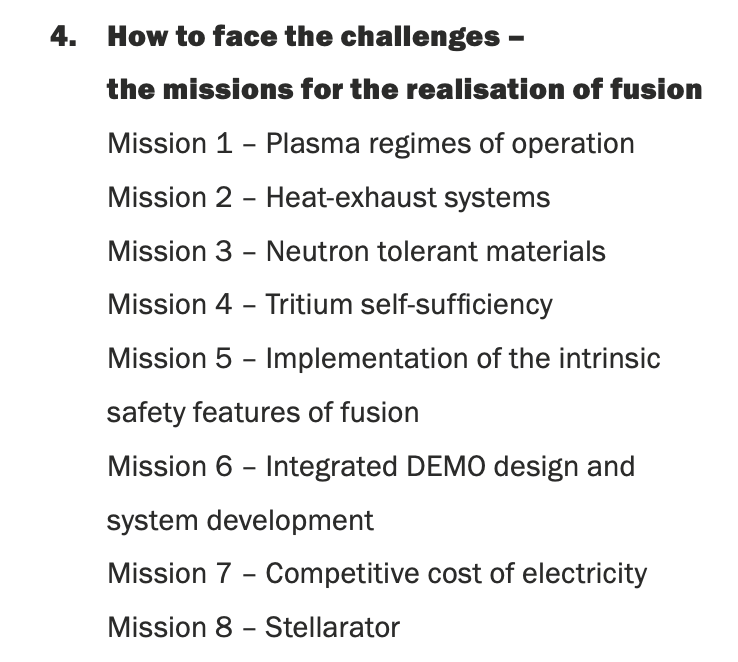 4. How to face the challenges –
the missions for the realisation of fusion
Mission 1 – Plasma regimes of operation
Mission 2 – Heat-exhaust systems
Mission 3 – Neutron tolerant materials
Mission 4 – Tritium self-sufficiency
Mission 5 – Implementation of the intrinsic
safety features of fusion
Mission 6 – Integrated DEMO design and
system development
Mission 7 – Competitive cost of electricity
Mission 8 – Stellarator